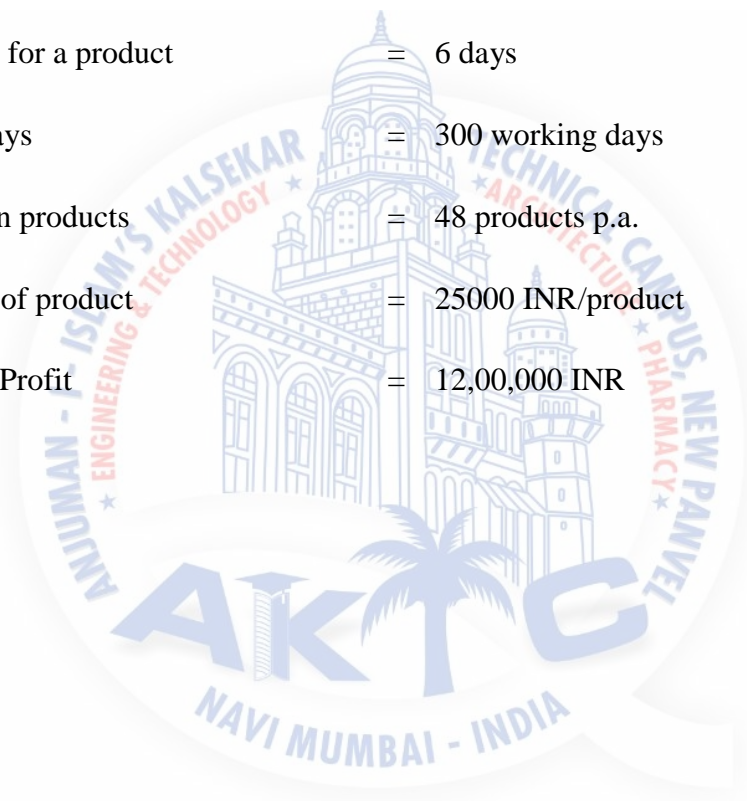 for a product = 6 days
ays = 300 working days
n products = 48 products p.a.
of product = 25000 INR/product
Profit = 12,00,000 INR
ANJUMAN - I - ISLAM'S KALSEKAR TECHNICAL CAMPUS, NEW PANVEL
★ ENGINEERING & TECHNOLOGY ★ ★ ARCHITECTURE ★ PHARMACY ★
AKTC
NAVI MUMBAI - INDIA